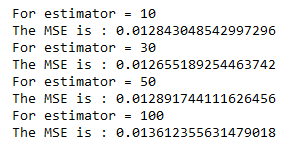 For estimator = 10
The MSE is : 0.012843048542997296
For estimator = 30
The MSE is : 0.012655189254463742
For estimator = 50
The MSE is : 0.012891744111626456
For estimator = 100
The MSE is : 0.013612355631479018